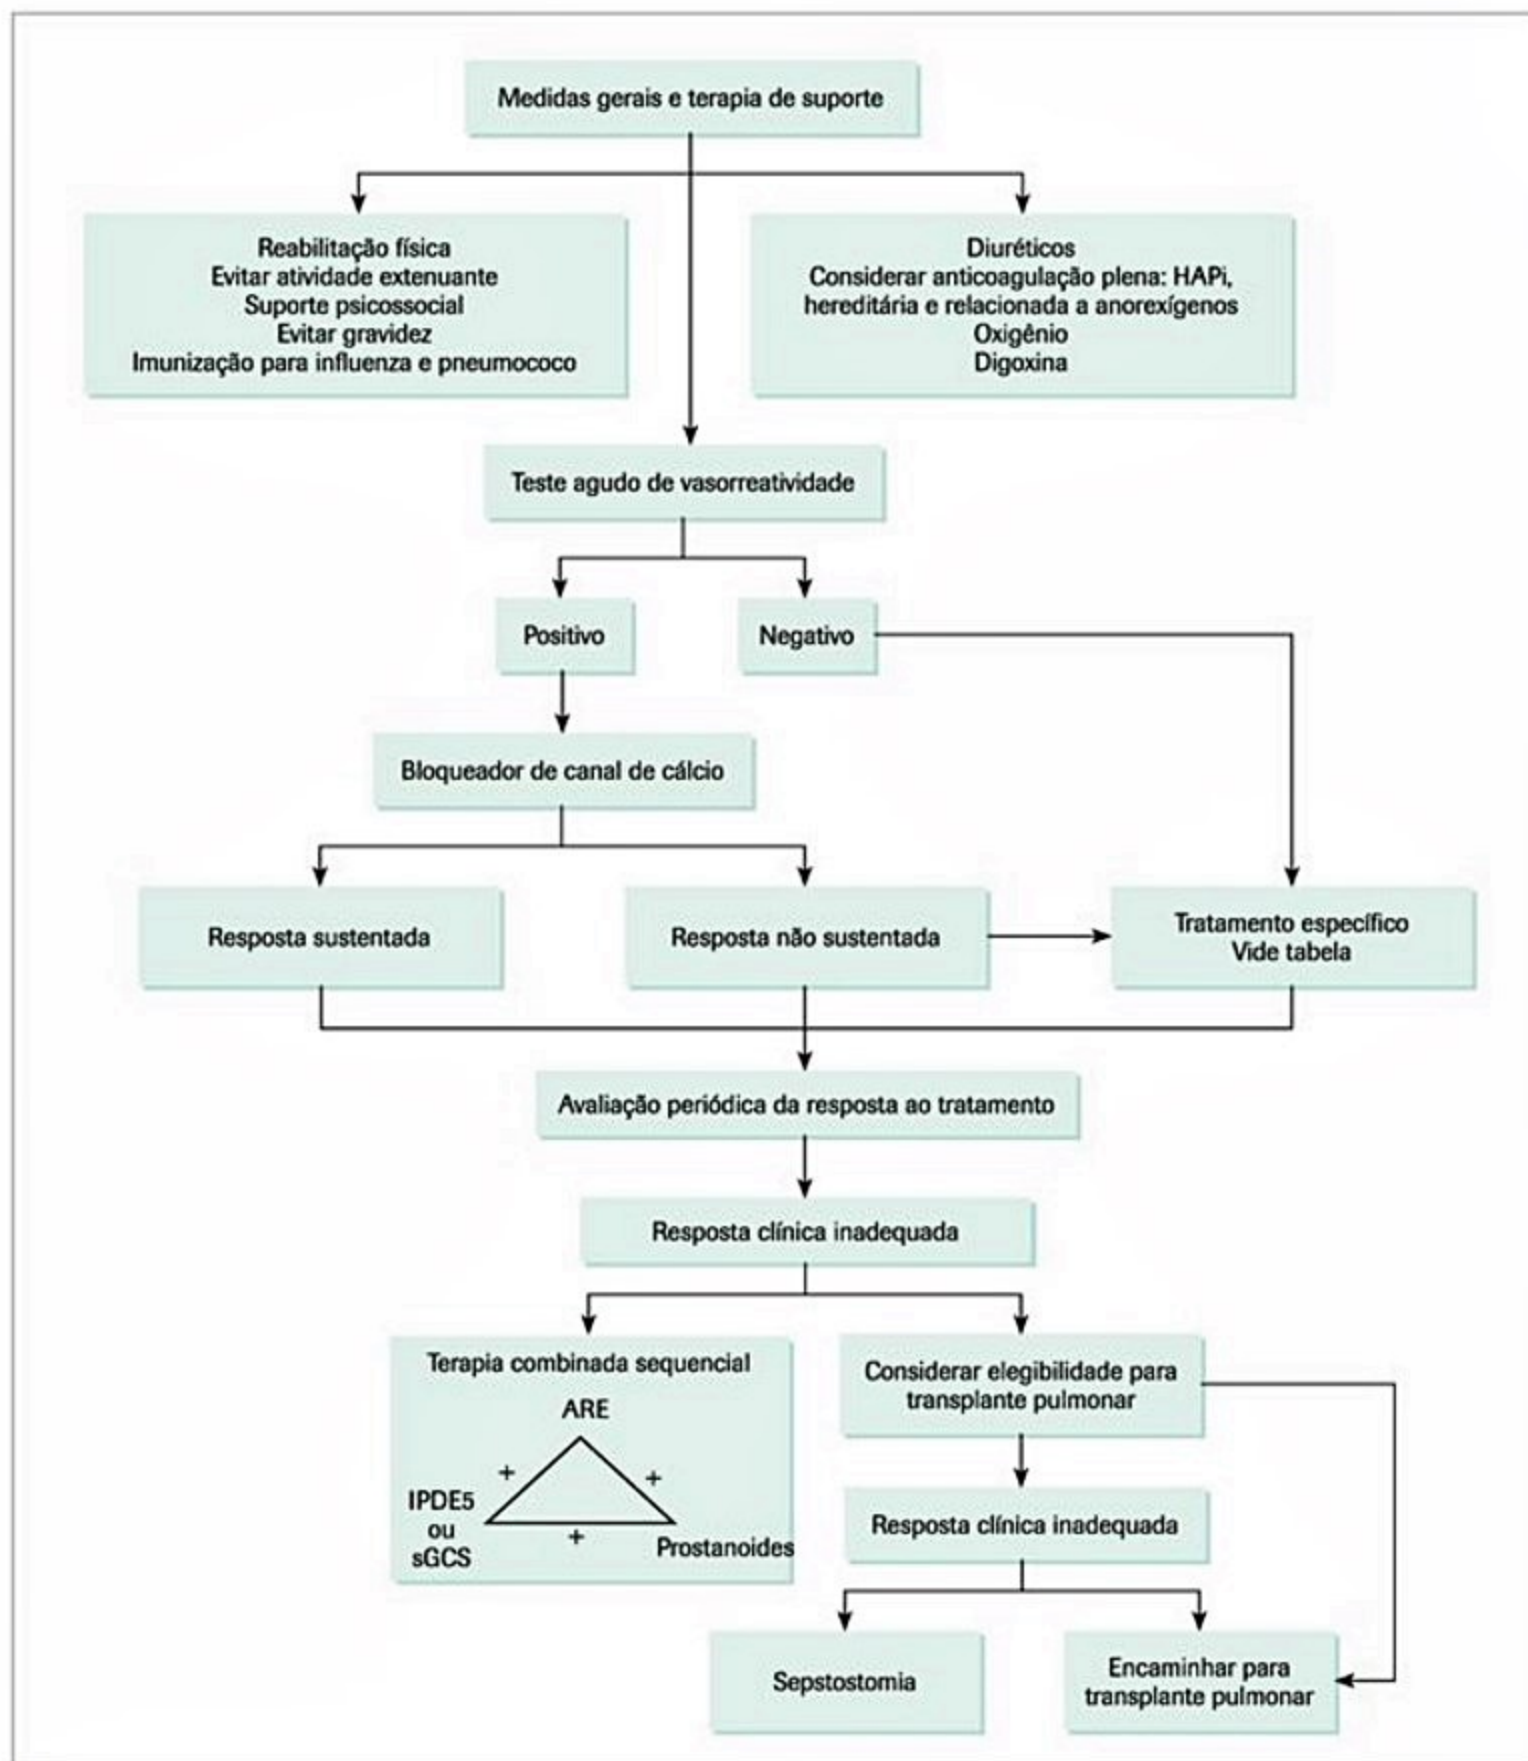 Medidas gerais e terapia de suporte
Reabilitação física
Evitar atividade extenuante
Suporte psicossocial
Evitar gravidez
Imunização para influenza e pneumococo
Diuréticos
Considerar anticoagulação plena: HAPi,
hereditária e relacionada a anorexígenos
Oxigênio
Digoxina
Teste agudo de vasorreatividade
Positivo
Negativo
Bloqueador de canal de cálcio
Resposta sustentada
Resposta não sustentada
Tratamento específico
Vide tabela
Avaliação periódica da resposta ao tratamento
Resposta clínica inadequada
Terapia combinada sequencial
ARE
+
+
IPDE5
ou
sGCS
+
Prostanoides
Considerar elegibilidade para
transplante pulmonar
Resposta clínica inadequada
Sepstostomia
Encaminhar para
transplante pulmonar